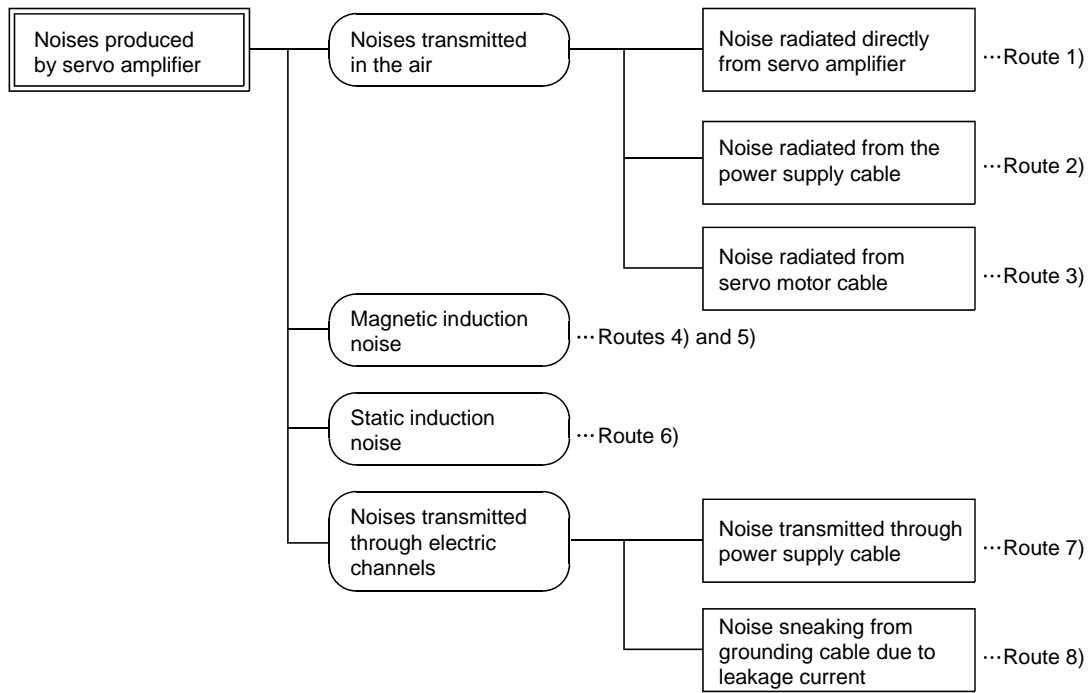 Noises produced
by servo amplifier
Noises transmitted
in the air
Noise radiated directly
from servo amplifier
…Route 1)
Noise radiated from the
power supply cable
…Route 2)
Noise radiated from
servo motor cable
…Route 3)
Magnetic induction
noise
…Routes 4) and 5)
Static induction
noise
…Route 6)
Noises transmitted
through electric
channels
Noise transmitted through
power supply cable
…Route 7)
Noise sneaking from
grounding cable due to
leakage current
…Route 8)